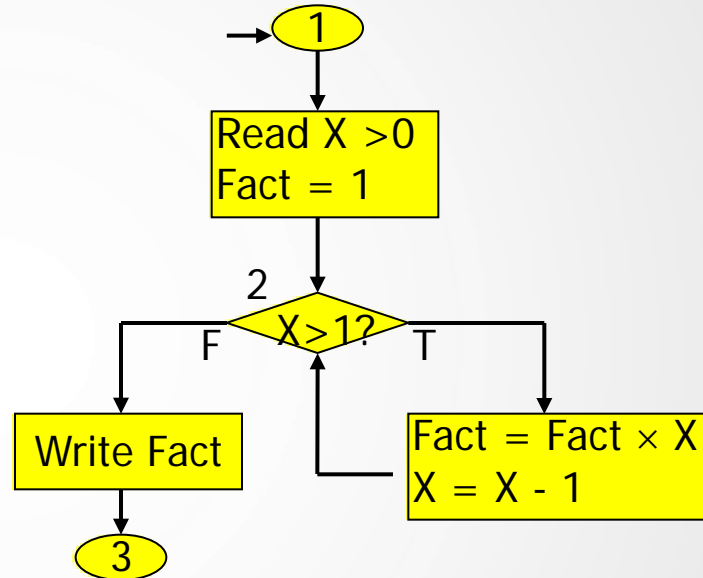 1
Read X >0
Fact = 1
2
X>1?
F
T
Write Fact
Fact = Fact × X
X = X - 1
3